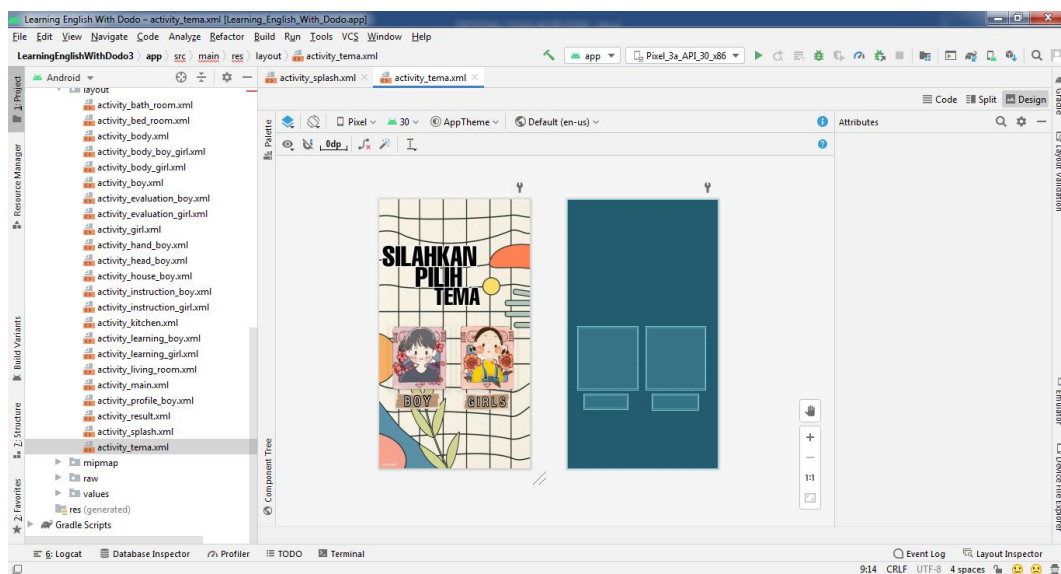 Learning English With Dodo – activity_tema.xml [Learning_English_With_Dodo.app]
File Edit View Navigate Code Analyze Refactor Build Run Tools VCS Window Help
LearningEnglishWithDodo3 app src main res layout activity_tema.xml app Pixel_3a_API_30_x86
1: Project
Android
activity_splash.xml
activity_tema.xml
Code Split Design
layout
activity_bath_room.xml
activity_bed_room.xml
activity_body.xml
activity_body_boy_girl.xml
activity_body_girl.xml
activity_boy.xml
activity_evaluation_boy.xml
activity_evaluation_girl.xml
activity_girl.xml
activity_hand_boy.xml
activity_head_boy.xml
activity_house_boy.xml
activity_instruction_boy.xml
activity_instruction_girl.xml
activity_kitchen.xml
activity_learning_boy.xml
activity_learning_girl.xml
activity_living_room.xml
activity_main.xml
activity_profile_boy.xml
activity_result.xml
activity_splash.xml
activity_tema.xml
mipmap
raw
values
res (generated)
Gradle Scripts
Resource Manager
Build Variants
7: Structure
2: Favorites
Palette
Pixel 30 AppTheme Default (en-us)
0dp
Attributes
SILAHKAN
PILIH
TEMA
BOY GIRLS
Component Tree
1:1
Gradle
Layout Validation
Emulator
Device File Explorer
6: Logcat Database Inspector Profiler TODO Terminal
Event Log Layout Inspector
9:14 CRLF UTF-8 4 spaces